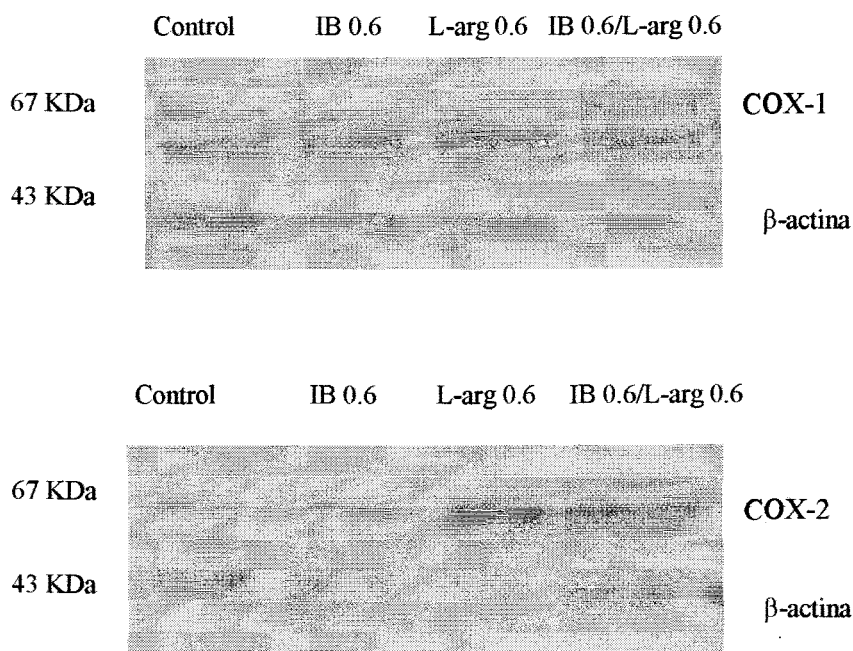 Control IB 0.6 L-arg 0.6 IB 0.6/L-arg 0.6
67 KDa COX-1
43 KDa
β-actina
Control IB 0.6 L-arg 0.6 IB 0.6/L-arg 0.6
67 KDa
COX-2
43 KDa
β-actina